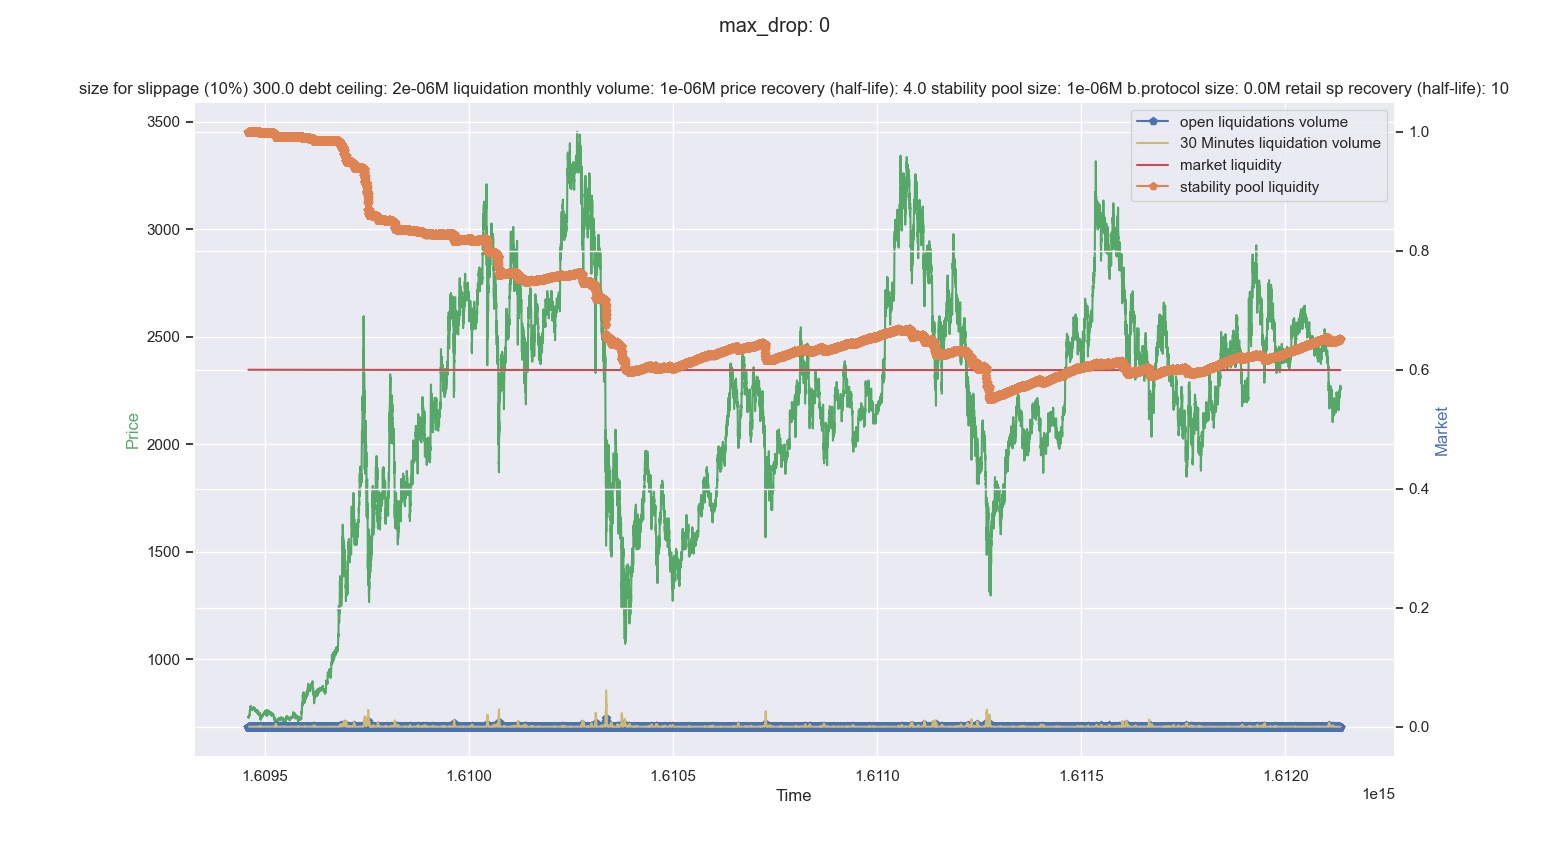 max_drop: 0
size for slippage (10%) 300.0 debt ceiling: 2e-06M liquidation monthly volume: 1e-06M price recovery (half-life): 4.0 stability pool size: 1e-06M b.protocol size: 0.0M retail sp recovery (half-life): 10
open liquidations volume
30 Minutes liquidation volume
market liquidity
stability pool liquidity
3500
3000
2500
2000
1500
1000
Price
1.0
0.8
0.6
0.4
0.2
0.0
Market
1.6095 1.6100 1.6105 1.6110 1.6115 1.6120
Time
1e15